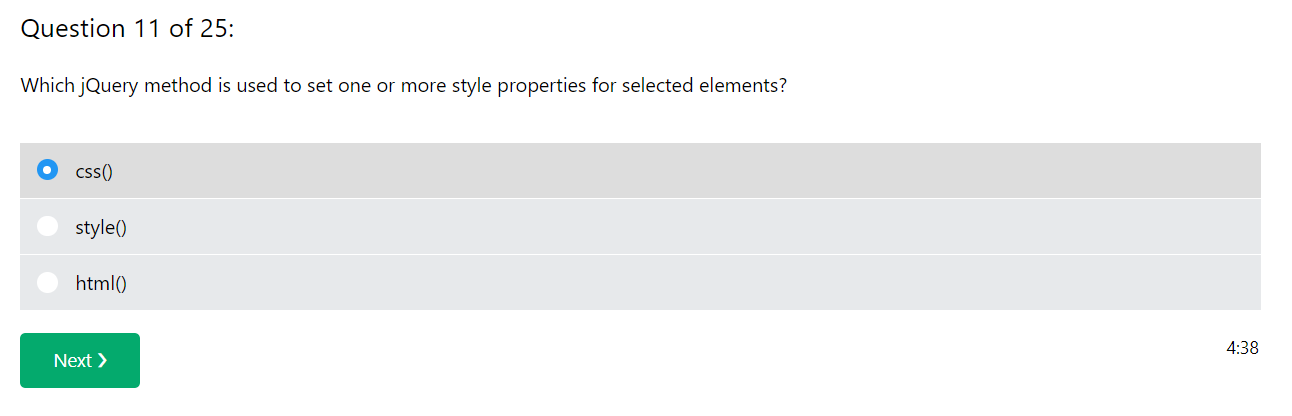 Question 11 of 25:
Which jQuery method is used to set one or more style properties for selected elements?
css()
style()
html()
Next ❯
4:38